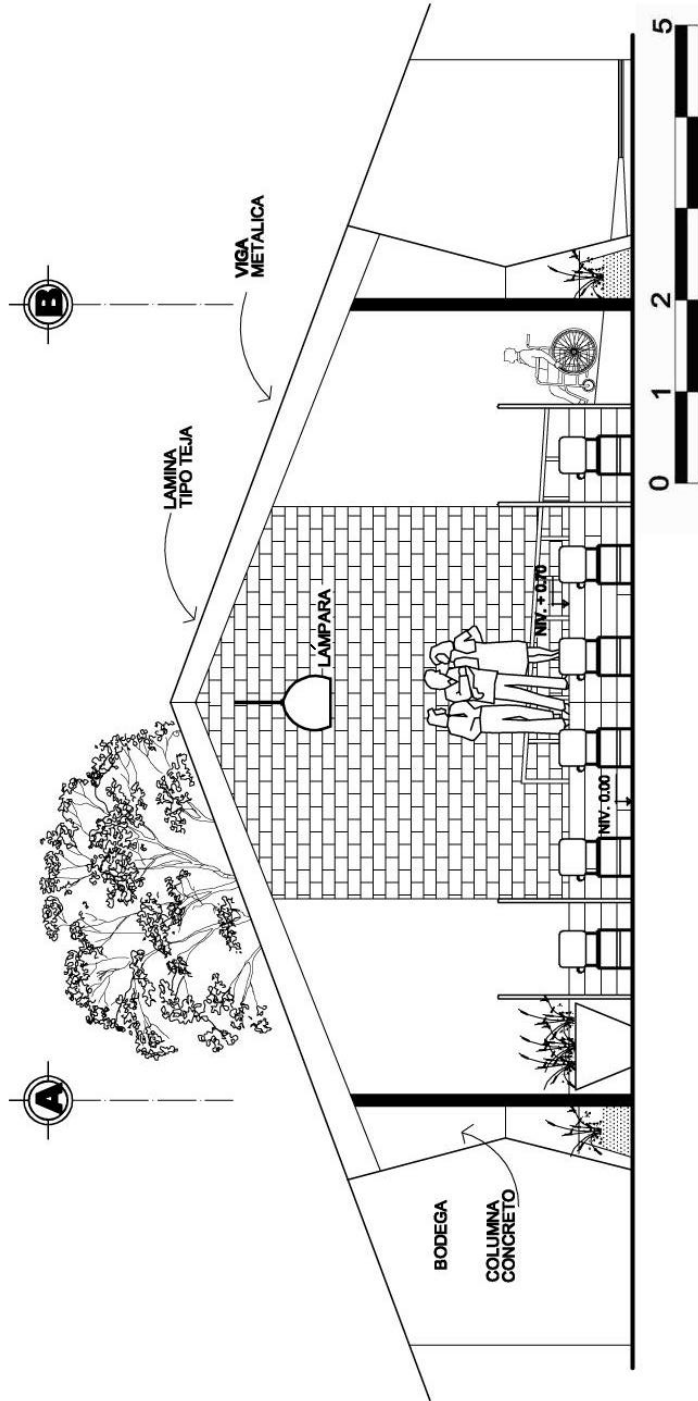 A
B
LAMINA
TIPO TEJA
VIGA
METALICA
LÁMPARA
BODEGA
COLUMNA
CONCRETO
NIV. + 0.70
NIV. 0.00
0
1
2
5